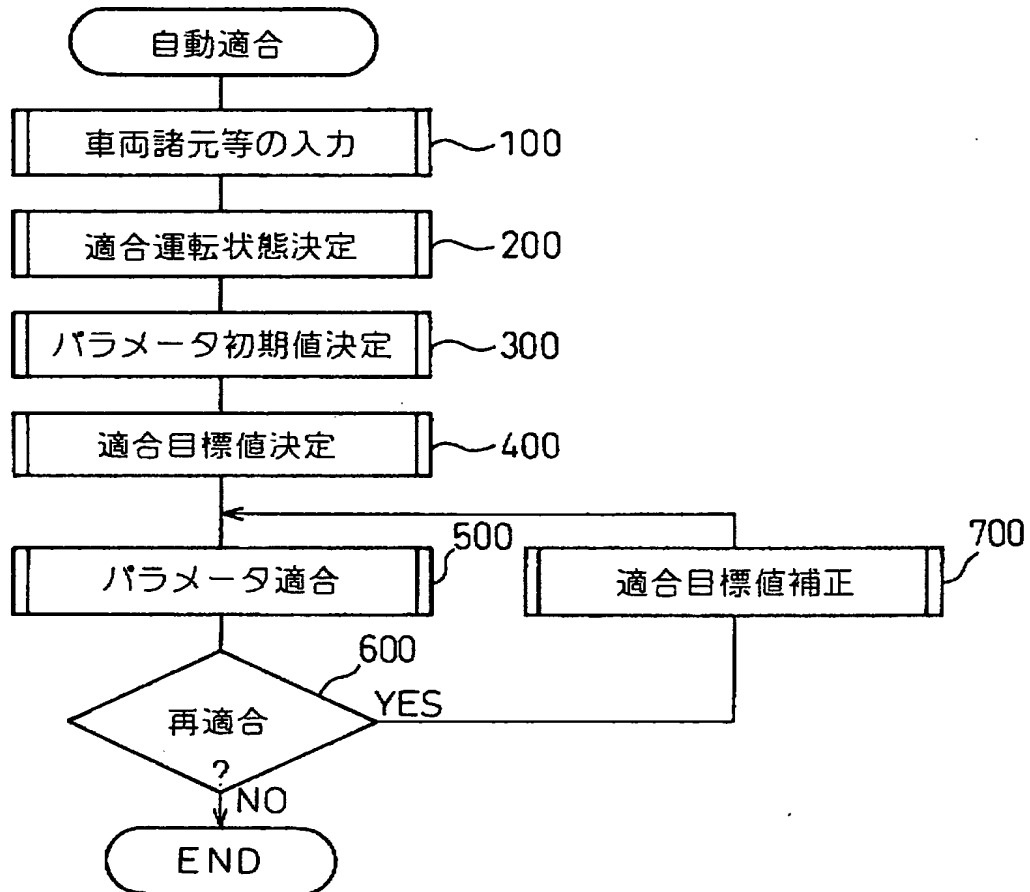 自動適合
車両諸元等の入力
100
適合運転状態決定
200
パラメータ初期値決定
300
適合目標値決定
400
500
パラメータ適合
700
適合目標値補正
600
YES
再適合
?
NO
END